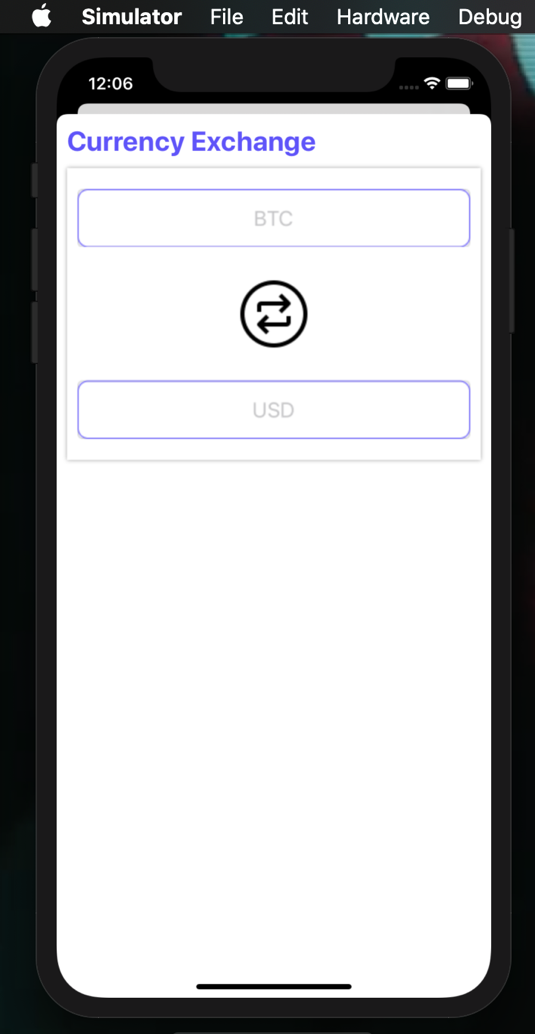 Simulator File Edit Hardware Debug
12:06
Currency Exchange
BTC
USD